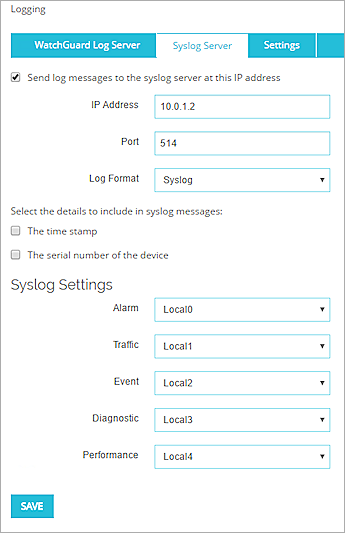 Logging
WatchGuard Log Server Syslog Server Settings
Send log messages to the syslog server at this IP address
IP Address 10.0.1.2
Port 514
Log Format Syslog
Select the details to include in syslog messages:
The time stamp
The serial number of the device
Syslog Settings
Alarm Local0
Traffic Local1
Event Local2
Diagnostic Local3
Performance Local4
SAVE